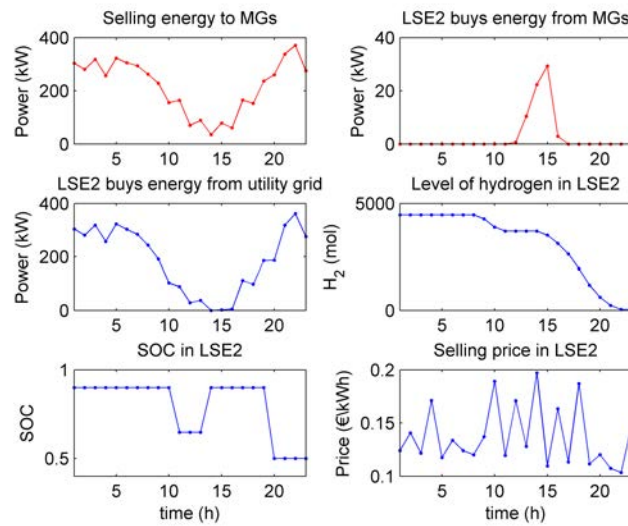 Selling energy to MGs
LSE2 buys energy from MGs
400
200
0
Power (kW)
5 10 15 20
time (h)
40
20
0
Power (kW)
5 10 15 20
time (h)
LSE2 buys energy from utility grid
Level of hydrogen in LSE2
400
200
0
Power (kW)
5 10 15 20
time (h)
5000
0
H2 (mol)
5 10 15 20
time (h)
SOC in LSE2
Selling price in LSE2
1
0.5
SOC
5 10 15 20
time (h)
0.2
0.15
0.1
Price (€\kWh)
5 10 15 20
time (h)